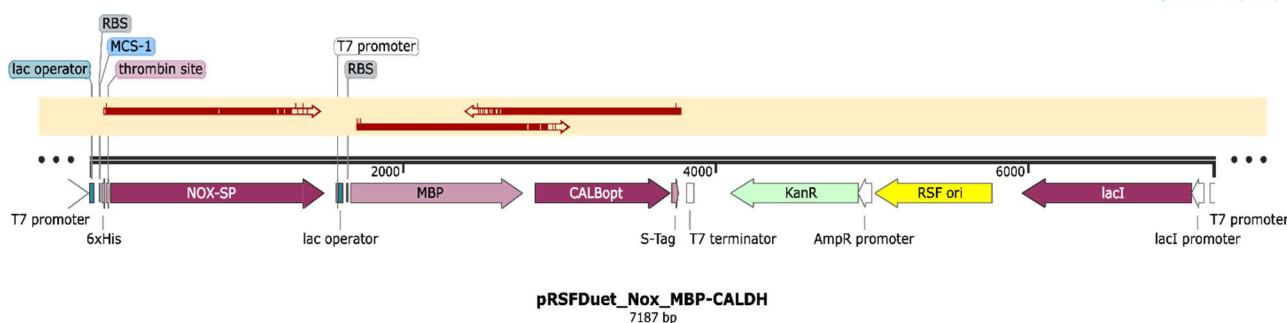 RBS
MCS-1
T7 promoter
lac operator
thrombin site
RBS
2000
4000
6000
NOX-SP
MBP
CALBopt
KanR
RSF ori
lacI
T7 promoter
6xHis
lac operator
S-Tag
T7 terminator
AmpR promoter
lacI promoter
T7 promoter
pRSFDuet_Nox_MBP-CALDH
7187 bp